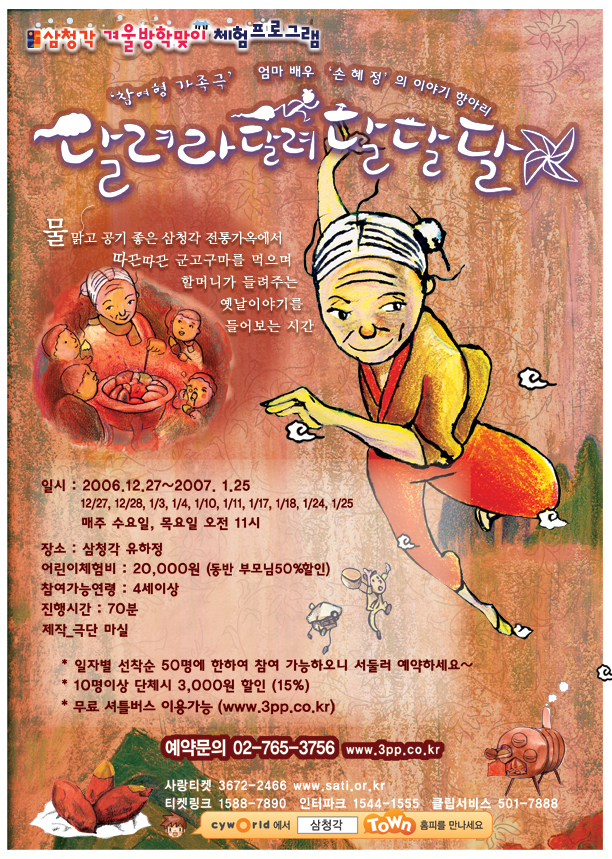 삼청각 겨울방학맞이 체험프로그램
'참여형 가족극'
엄마 배우 '손혜정'의 이야기 항아리
달려라달려달달달
물 맑고 공기 좋은 삼청각 전통가옥에서
따끈따끈 군고구마를 먹으며
할머니가 들려주는
옛날이야기를
들어보는 시간
일시 : 2006.12.27~2007. 1.25
12/27, 12/28, 1/3, 1/4, 1/10, 1/11, 1/17, 1/18, 1/24, 1/25
매주 수요일, 목요일 오전 11시
장소 : 삼청각 유하정
어린이체험비 : 20,000원 (동반 부모님50%할인)
참여가능연령 : 4세이상
진행시간 : 70분
제작_극단 마실
* 일자별 선착순 50명에 한하여 참여 가능하오니 서둘러 예약하세요~
* 10명이상 단체시 3,000원 할인 (15%)
* 무료 셔틀버스 이용가능 (www.3pp.co.kr)
예약문의 02-765-3756 www.3pp.co.kr
사랑티켓 3672-2466 www.sati.or.kr
티켓링크 1588-7890 인터파크 1544-1555 클립서비스 501-7888
cyworld에서 삼청각 TOWN 홈피를 만나세요